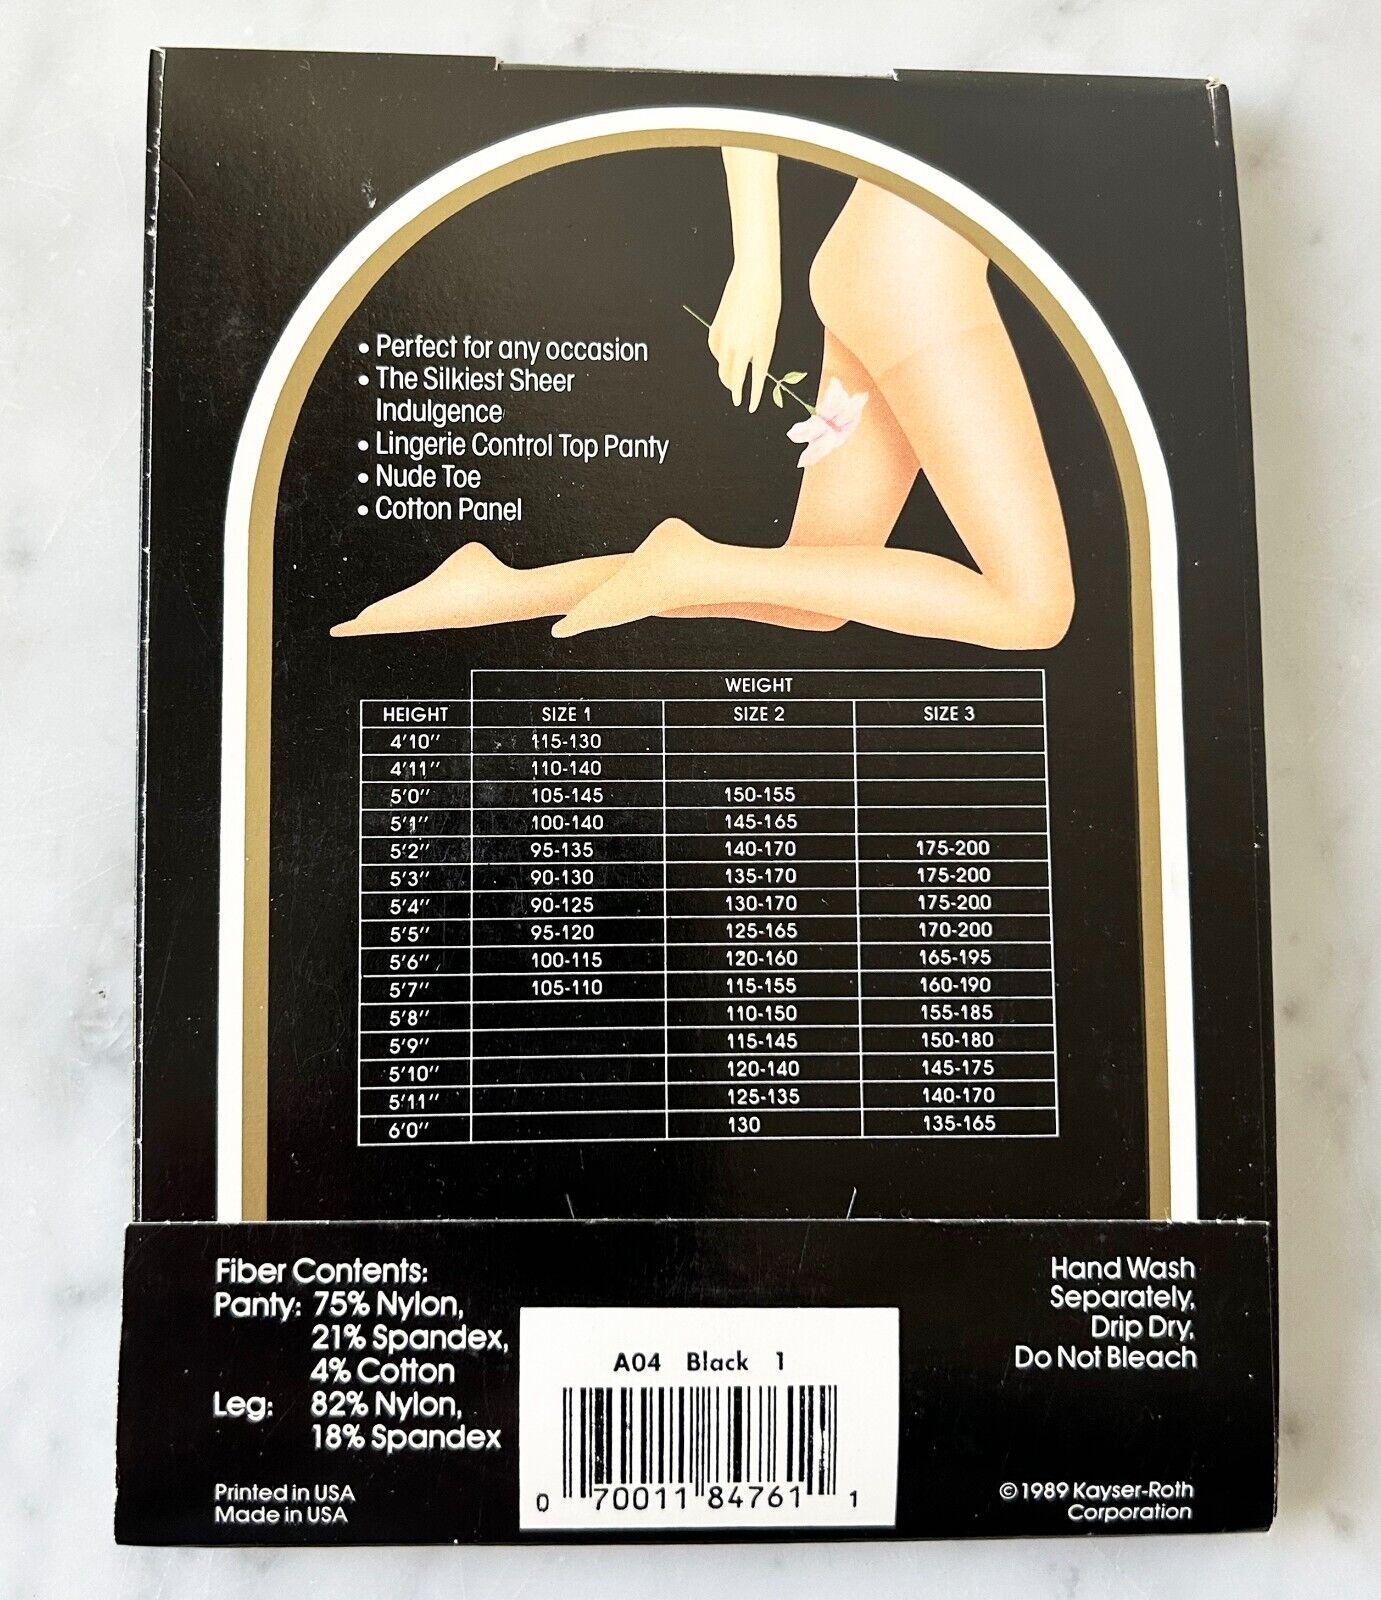 • Perfect for any occasion
• The Silkiest Sheer
Indulgence
• Lingerie Control Top Panty
• Nude Toe
• Cotton Panel
WEIGHT
HEIGHT SIZE 1 SIZE 2 SIZE 3
4'10" 115-130
4'11" 110-140
5'0" 105-145 150-155
5'1" 100-140 145-165
5'2" 95-135 140-170 175-200
5'3" 90-130 135-170 175-200
5'4" 90-125 130-170 175-200
5'5" 95-120 125-165 170-200
5'6" 100-115 120-160 165-195
5'7" 105-110 115-155 160-190
5'8" 110-150 155-185
5'9" 115-145 150-180
5'10" 120-140 145-175
5'11" 125-135 140-170
6'0" 130 135-165
Fiber Contents:
Panty: 75% Nylon,
21% Spandex,
4% Cotton
Leg: 82% Nylon,
18% Spandex
Printed in USA
Made in USA
A04 Black 1
0 70011 84761 1
Hand Wash
Separately,
Drip Dry,
Do Not Bleach
©1989 Kayser-Roth
Corporation